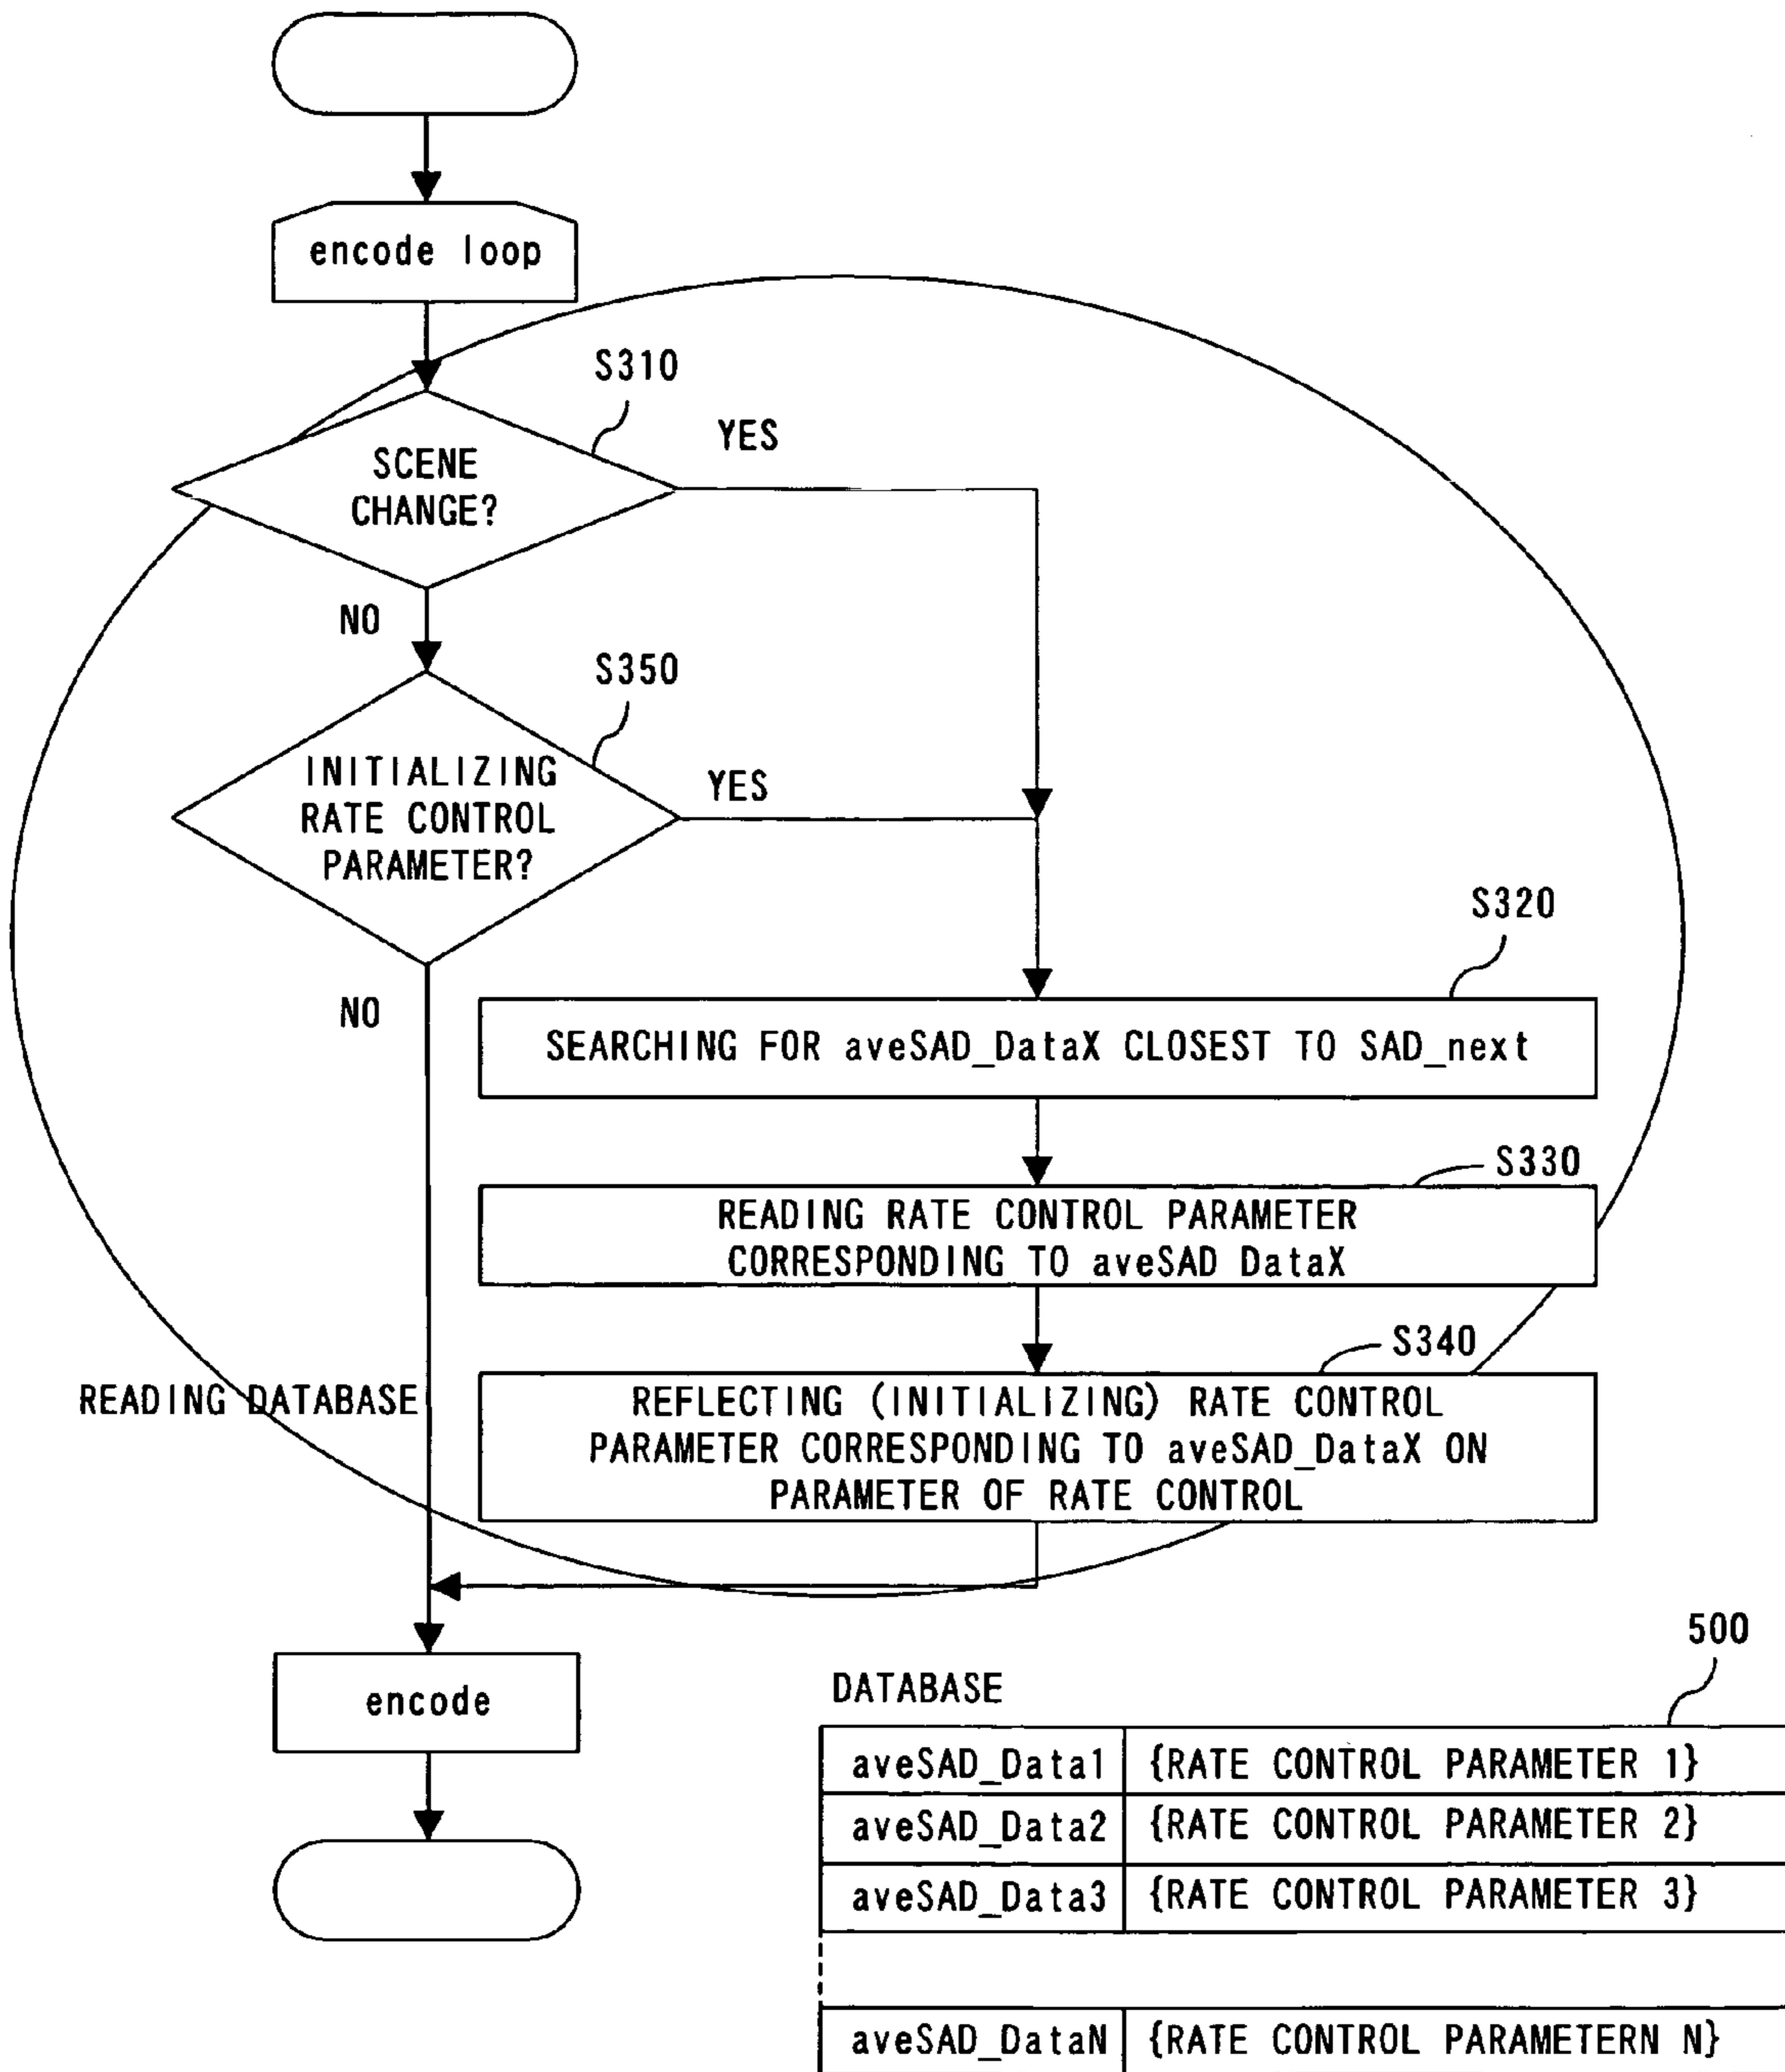 encode loop
S310
SCENE
CHANGE?
YES
NO
S350
INITIALIZING
RATE CONTROL
PARAMETER?
YES
NO
S320
SEARCHING FOR aveSAD_DataX CLOSEST TO SAD_next
S330
READING RATE CONTROL PARAMETER
CORRESPONDING TO aveSAD DataX
S340
READING DATABASE
REFLECTING (INITIALIZING) RATE CONTROL
PARAMETER CORRESPONDING TO aveSAD_DataX ON
PARAMETER OF RATE CONTROL
encode
500
DATABASE
aveSAD_Data1 {RATE CONTROL PARAMETER 1}
aveSAD_Data2 {RATE CONTROL PARAMETER 2}
aveSAD_Data3 {RATE CONTROL PARAMETER 3}
aveSAD_DataN {RATE CONTROL PARAMETERN N}